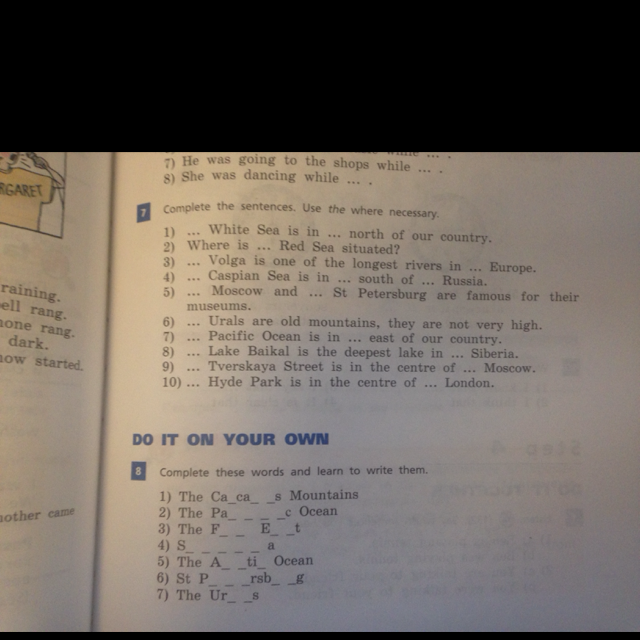 7) He was going to the shops while ... .
8) She was dancing while ... .
RGARET
7 Complete the sentences. Use the where necessary.
1) ... White Sea is in ... north of our country.
2) Where is ... Red Sea situated?
3) ... Volga is one of the longest rivers in ... Europe.
4) ... Caspian Sea is in ... south of ... Russia.
5) ... Moscow and ... St Petersburg are famous for their
museums.
6) ... Urals are old mountains, they are not very high.
7) ... Pacific Ocean is in ... east of our country.
8) ... Lake Baikal is the deepest lake in ... Siberia.
9) ... Tverskaya Street is in the centre of ... Moscow.
10) ... Hyde Park is in the centre of ... London.
raining.
ell rang.
one rang.
dark.
ow started.
other came
DO IT ON YOUR OWN
8 Complete these words and learn to write them.
1) The Ca_ca_ _s Mountains
2) The Pa_ _ _ _c Ocean
3) The F_ _ E_ _t
4) S_ _ _ _ _ a
5) The A_ _ti_ Ocean
6) St P_ _ _rsb_ _g
7) The Ur_ _s